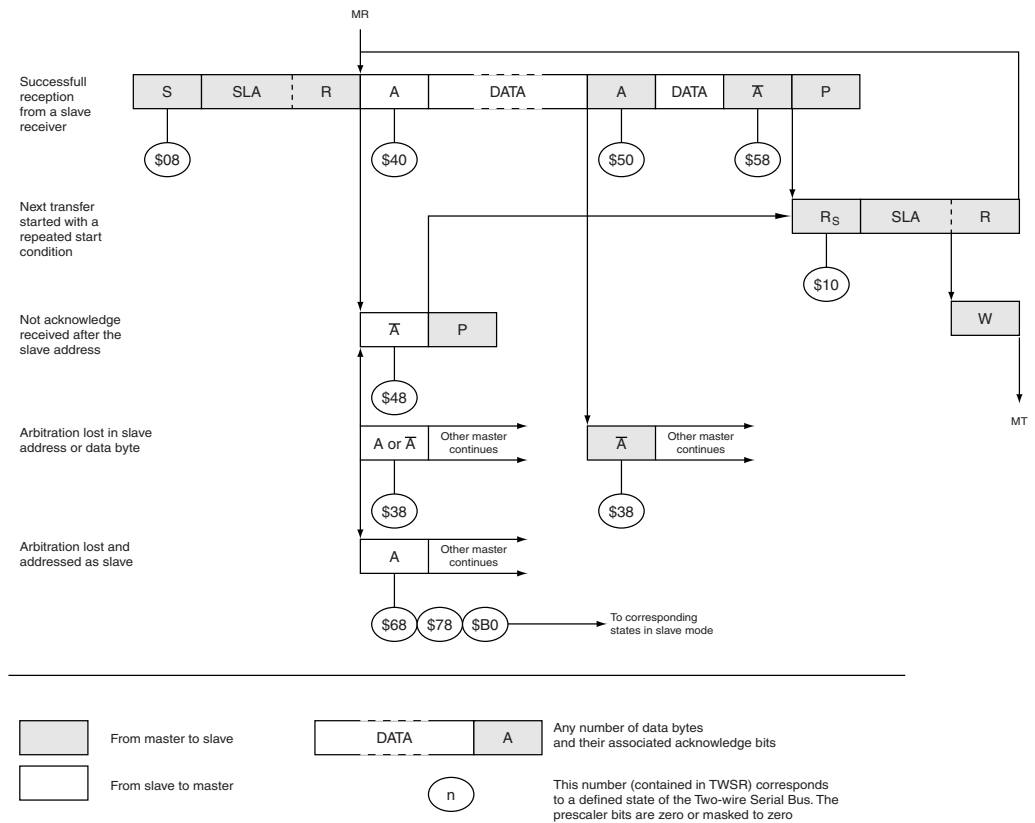 MR
Successfull
reception
from a slave
receiver
S SLA R A DATA A DATA A̅ P
$08 $40 $50 $58
Next transfer
started with a
repeated start
condition
RS SLA R
$10
Not acknowledge
received after the
slave address
A̅ P
W
$48
MT
Arbitration lost in slave
address or data byte
A or A̅
Other master
continues
A̅
Other master
continues
$38 $38
Arbitration lost and
addressed as slave
A
Other master
continues
$68 $78 $B0
To corresponding
states in slave mode
From master to slave
DATA A
Any number of data bytes
and their associated acknowledge bits
From slave to master
n
This number (contained in TWSR) corresponds
to a defined state of the Two-wire Serial Bus. The
prescaler bits are zero or masked to zero